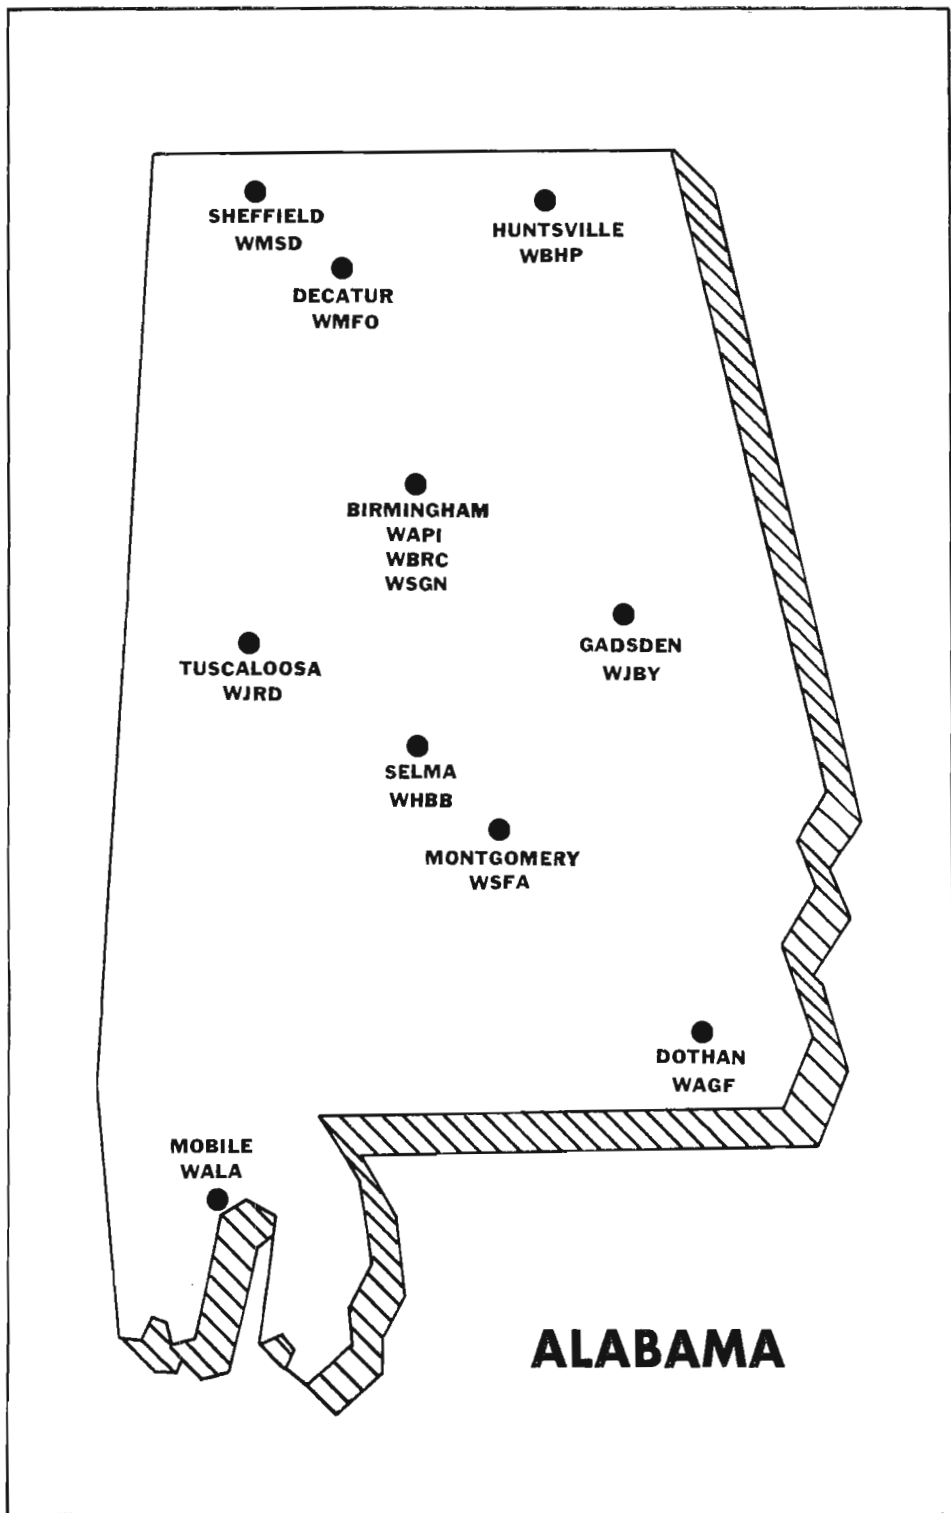 SHEFFIELD
WMSD
HUNTSVILLE
WBHP
DECATUR
WMFO
BIRMINGHAM
WAPI
WBRC
WSGN
GADSDEN
WJBY
TUSCALOOSA
WJRD
SELMA
WHBB
MONTGOMERY
WSFA
DOTHAN
WAGF
MOBILE
WALA
ALABAMA